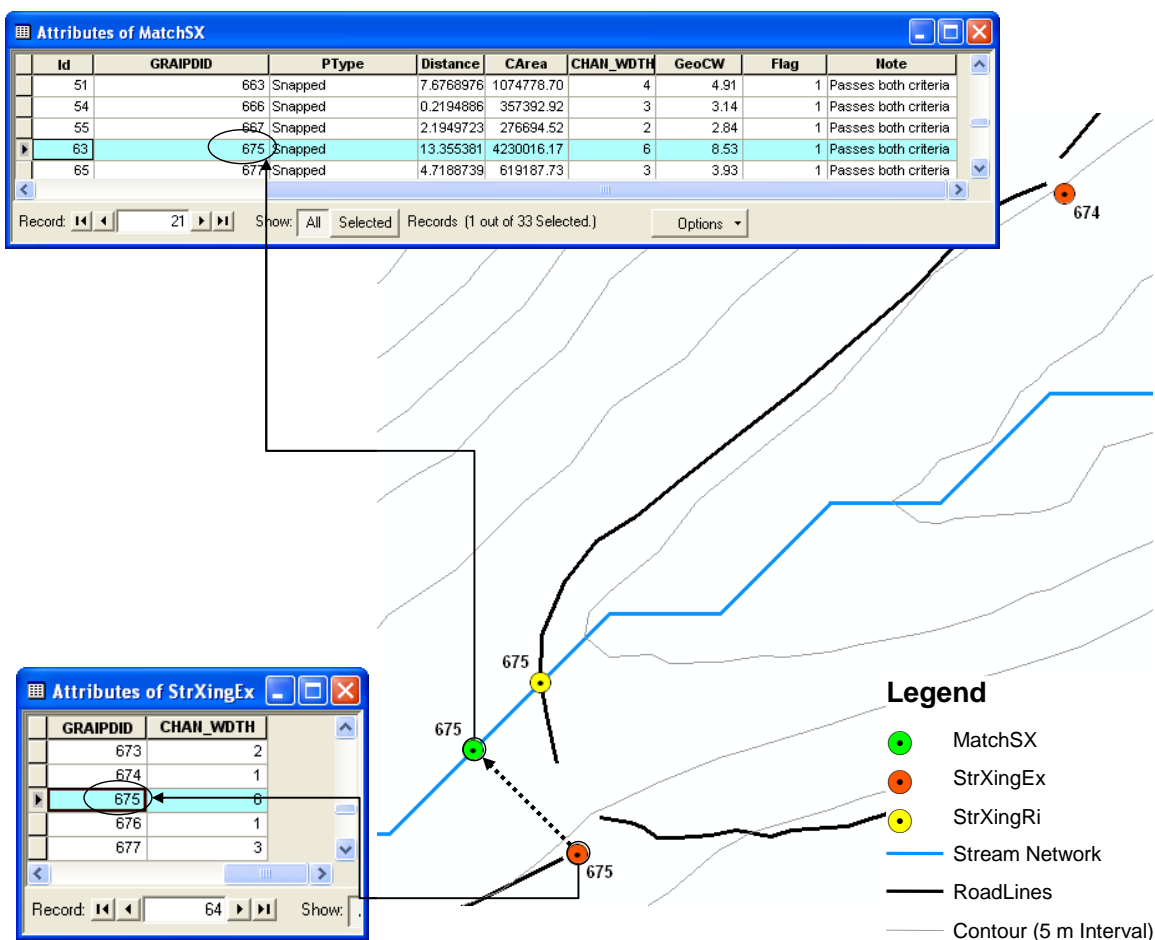 Attributes of MatchSX
Id GRAIPDID PType Distance CArea CHAN_WDTH GeoCW Flag Note
51 663 Snapped 7.6768976 1074778.70 4 4.91 1 Passes both criteria
54 666 Snapped 0.2194886 357392.92 3 3.14 1 Passes both criteria
55 667 Snapped 2.1949723 276694.52 2 2.84 1 Passes both criteria
63 675 Snapped 13.355381 4230016.17 6 8.53 1 Passes both criteria
65 677 Snapped 4.7188739 619187.73 3 3.93 1 Passes both criteria
Record: 21 Show: All Selected Records (1 out of 33 Selected.) Options
674
675
675
675
Attributes of StrXingEx
GRAIPDID CHAN_WDTH
673 2
674 1
675 6
676 1
677 3
Record: 64 Show:
Legend
MatchSX
StrXingEx
StrXingRi
Stream Network
RoadLines
Contour (5 m Interval)